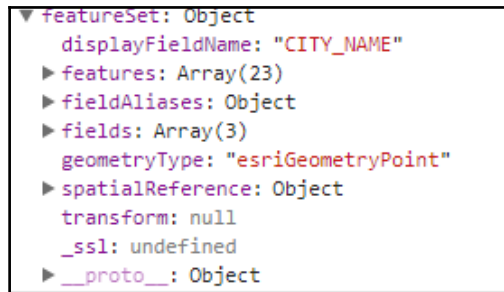 ▼ featureSet: Object
displayFieldName: "CITY_NAME"
▶ features: Array(23)
▶ fieldAliases: Object
▶ fields: Array(3)
geometryType: "esriGeometryPoint"
▶ spatialReference: Object
transform: null
_ssl: undefined
▶ __proto__: Object